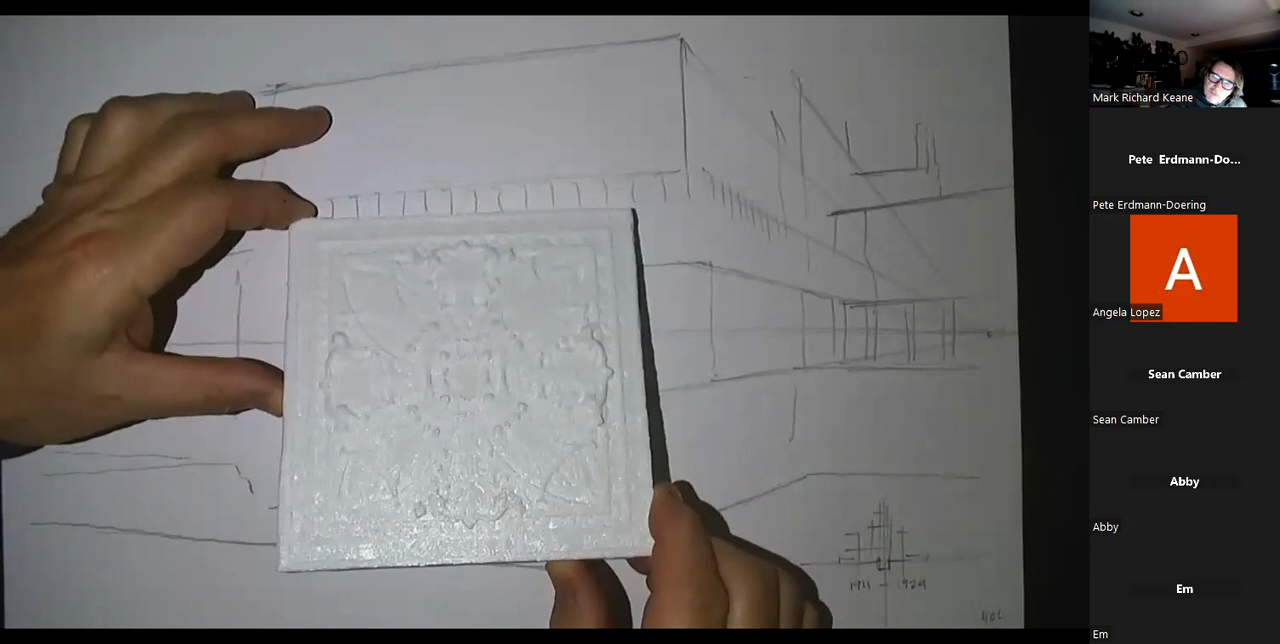 Mark Richard Keane
Pete Erdmann-Do...
Pete Erdmann-Doering
A
Angela Lopez
Sean Camber
Sean Camber
Abby
Abby
Em
Em
1911 - 1929